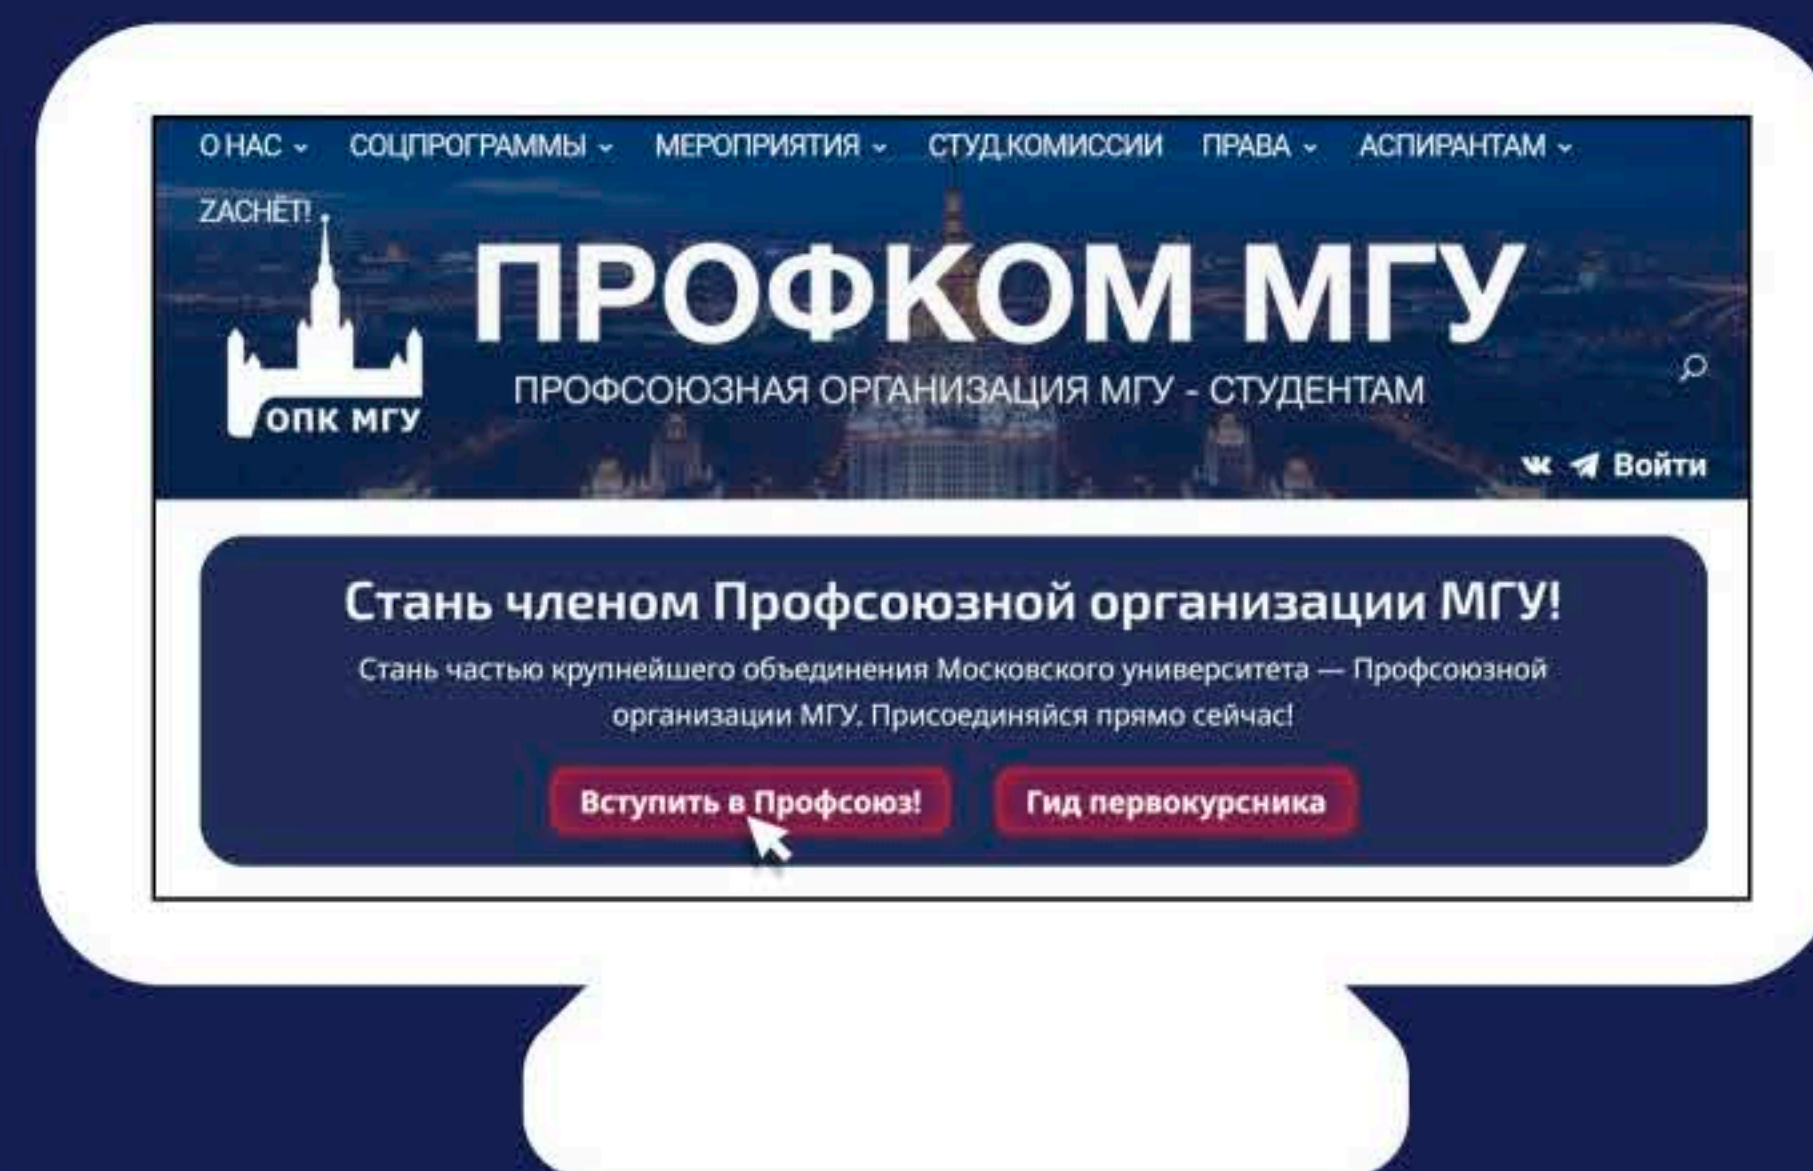 О НАС СОЦПРОГРАММЫ МЕРОПРИЯТИЯ СТУД.КОМИССИИ ПРАВА АСПИРАНТАМ
ZACHЁT!
ПРОФКОМ МГУ
ПРОФСОЮЗНАЯ ОРГАНИЗАЦИЯ МГУ - СТУДЕНТАМ
ОПК МГУ
Войти
Стань членом Профсоюзной организации МГУ!
Стань частью крупнейшего объединения Московского университета — Профсоюзной
организации МГУ. Присоединяйся прямо сейчас!
Вступить в Профсоюз! Гид первокурсника